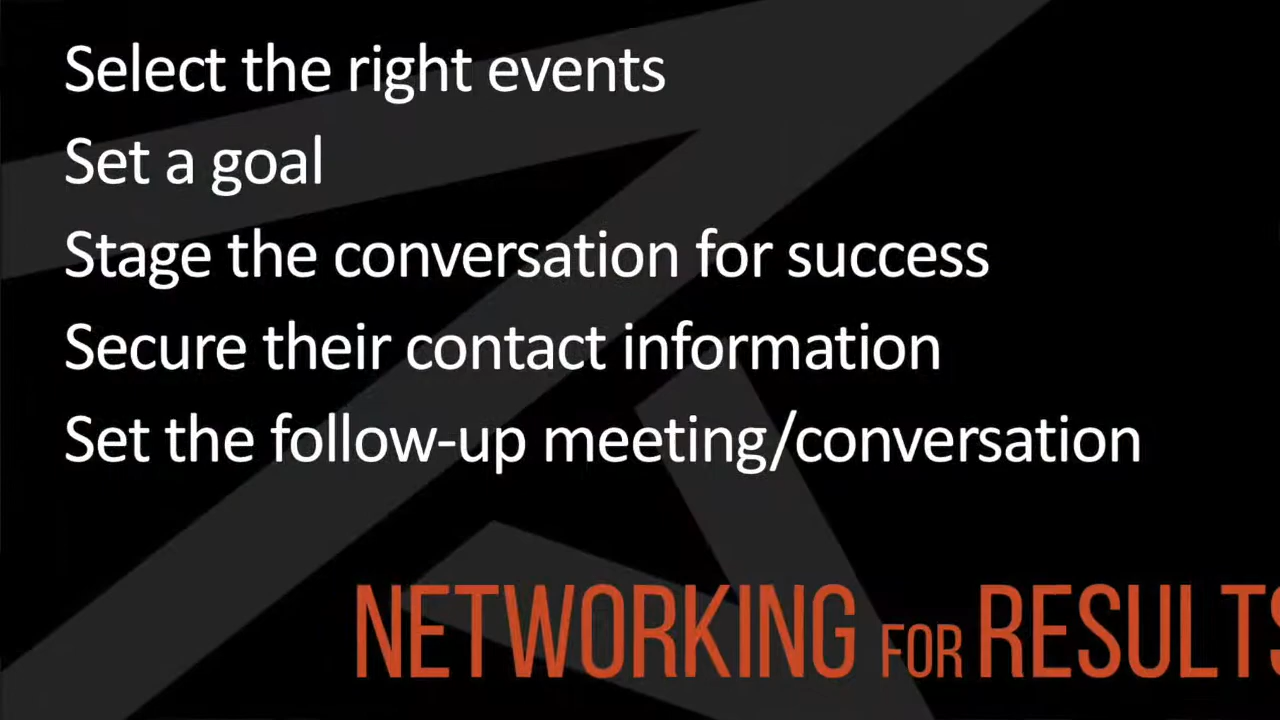 Select the right events
Set a goal
Stage the conversation for success
Secure their contact information
Set the follow-up meeting/conversation
NETWORKING FOR RESULTS